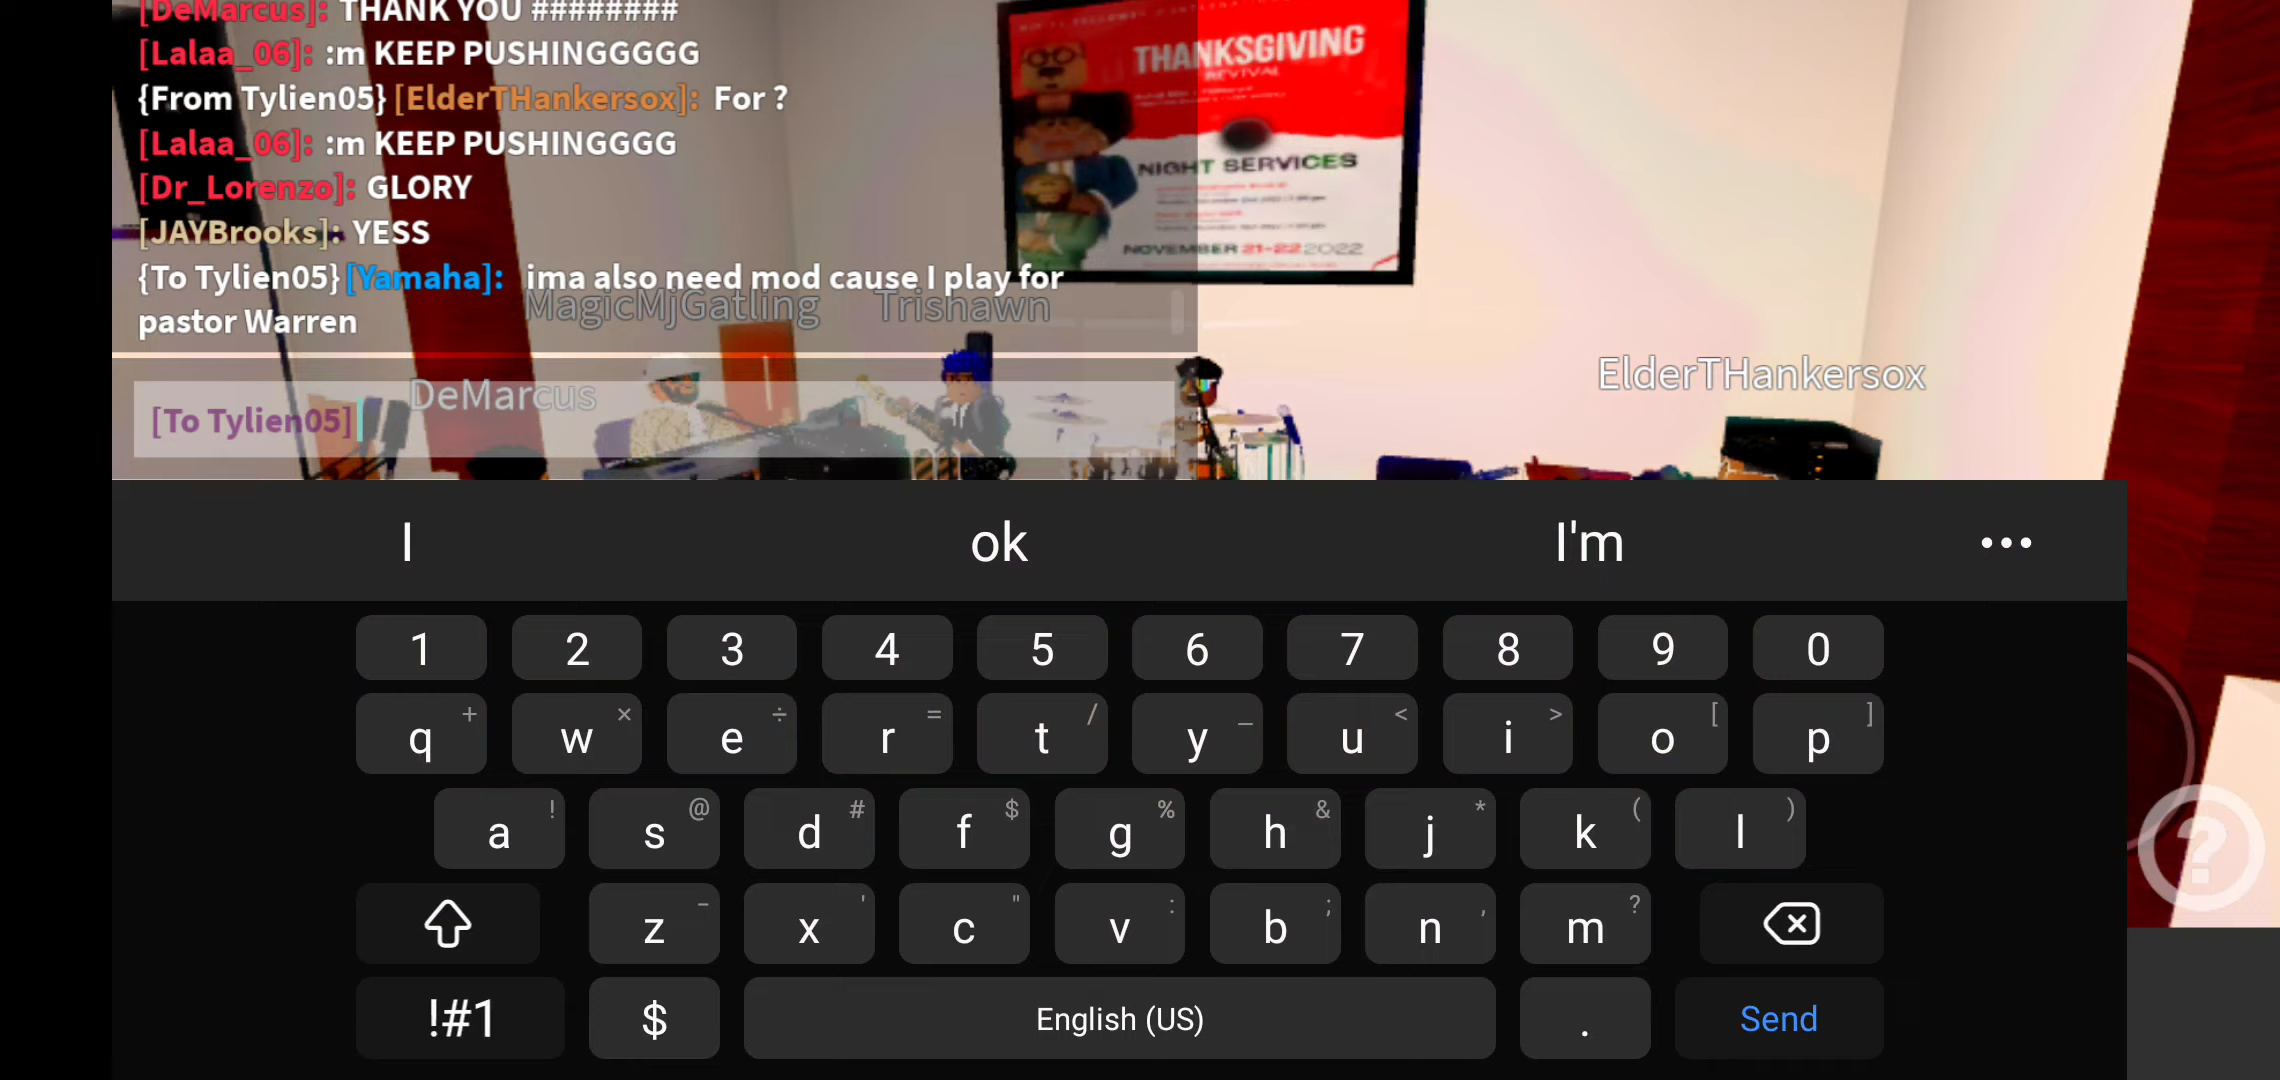 [DeMarcus]: THANK YOU ########
[Lalaa_06]: :m KEEP PUSHINGGGGG
{From Tylien05} [ElderTHankersox]: For ?
[Lalaa_06]: :m KEEP PUSHINGGGG
[Dr_Lorenzo]: GLORY
[JAYBrooks]: YESS
{To Tylien05} [Yamaha]: ima also need mod cause I play for
pastor Warren
THANKSGIVING
REVIVAL
NIGHT SERVICES
NOVEMBER 21-22 2022
MagicMjGatling
Trishawn
DeMarcus
ElderTHankersox
[To Tylien05]
I ok I'm •••
1 2 3 4 5 6 7 8 9 0
+ × ÷ = / _ < > [ ]
q w e r t y u i o p
! @ # $ % & * ( )
a s d f g h j k l
- ' " : ; , ?
z x c v b n m
!#1 $ English (US) . Send
?